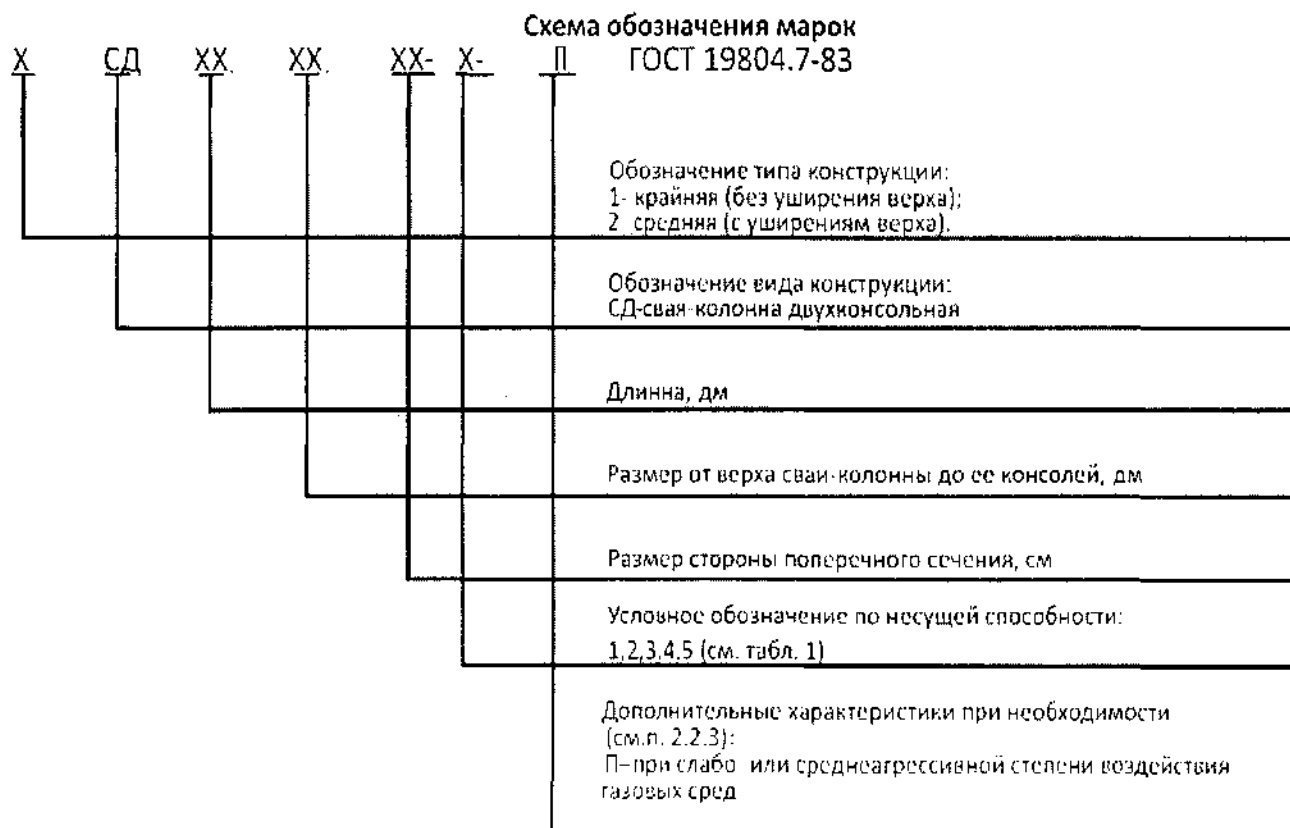 Схема обозначения марок
Х СД ХХ. ХХ. ХХ- Х- П ГОСТ 19804.7-83
Обозначение типа конструкции:
1- крайняя (без уширения верха);
2 средняя (с уширениям верха).
Обозначение вида конструкции:
СД-свая-колонна двухконсольная
Длинна, дм
Размер от верха сваи-колонны до ее консолей, дм
Размер стороны поперечного сечения, см
Условное обозначение по несущей способности:
1,2,3,4,5 (см. табл. 1)
Дополнительные характеристики при необходимости
(см.п. 2.2.3):
П–при слабо или среднеагрессивной степени воздействия
газовых сред